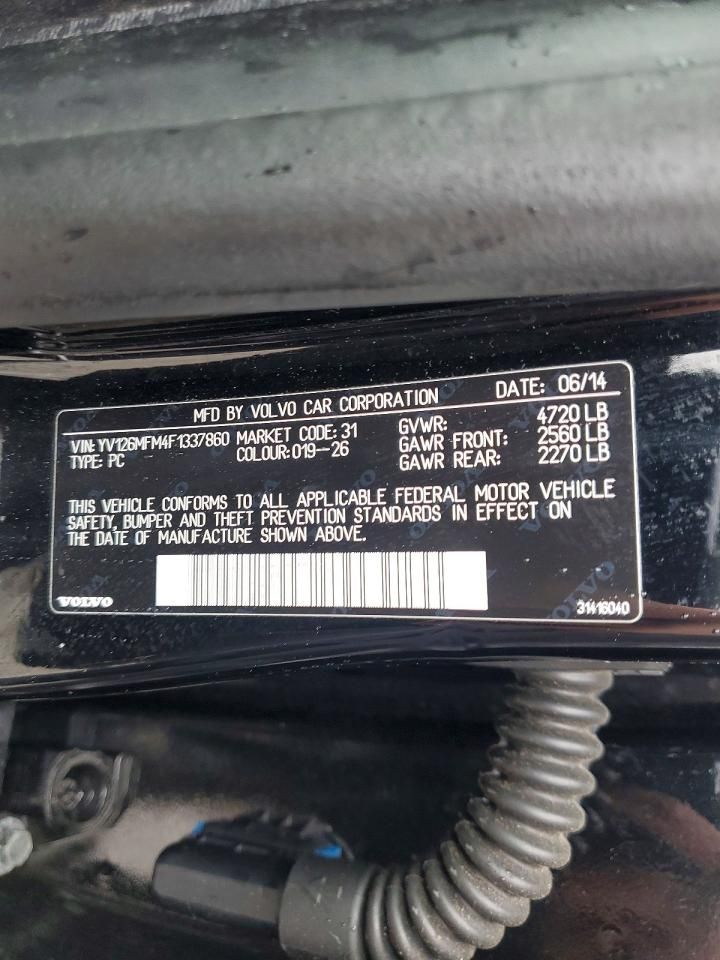 MFD BY VOLVO CAR CORPORATION DATE: 06/14
VIN: YV126MFM4F1337860 MARKET CODE: 31 GVWR: 4720 LB
TYPE: PC COLOUR: 019--26 GAWR FRONT: 2560 LB
GAWR REAR: 2270 LB
THIS VEHICLE CONFORMS TO ALL APPLICABLE FEDERAL MOTOR VEHICLE
SAFETY, BUMPER AND THEFT PREVENTION STANDARDS IN EFFECT ON
THE DATE OF MANUFACTURE SHOWN ABOVE.
VOLVO 31416040